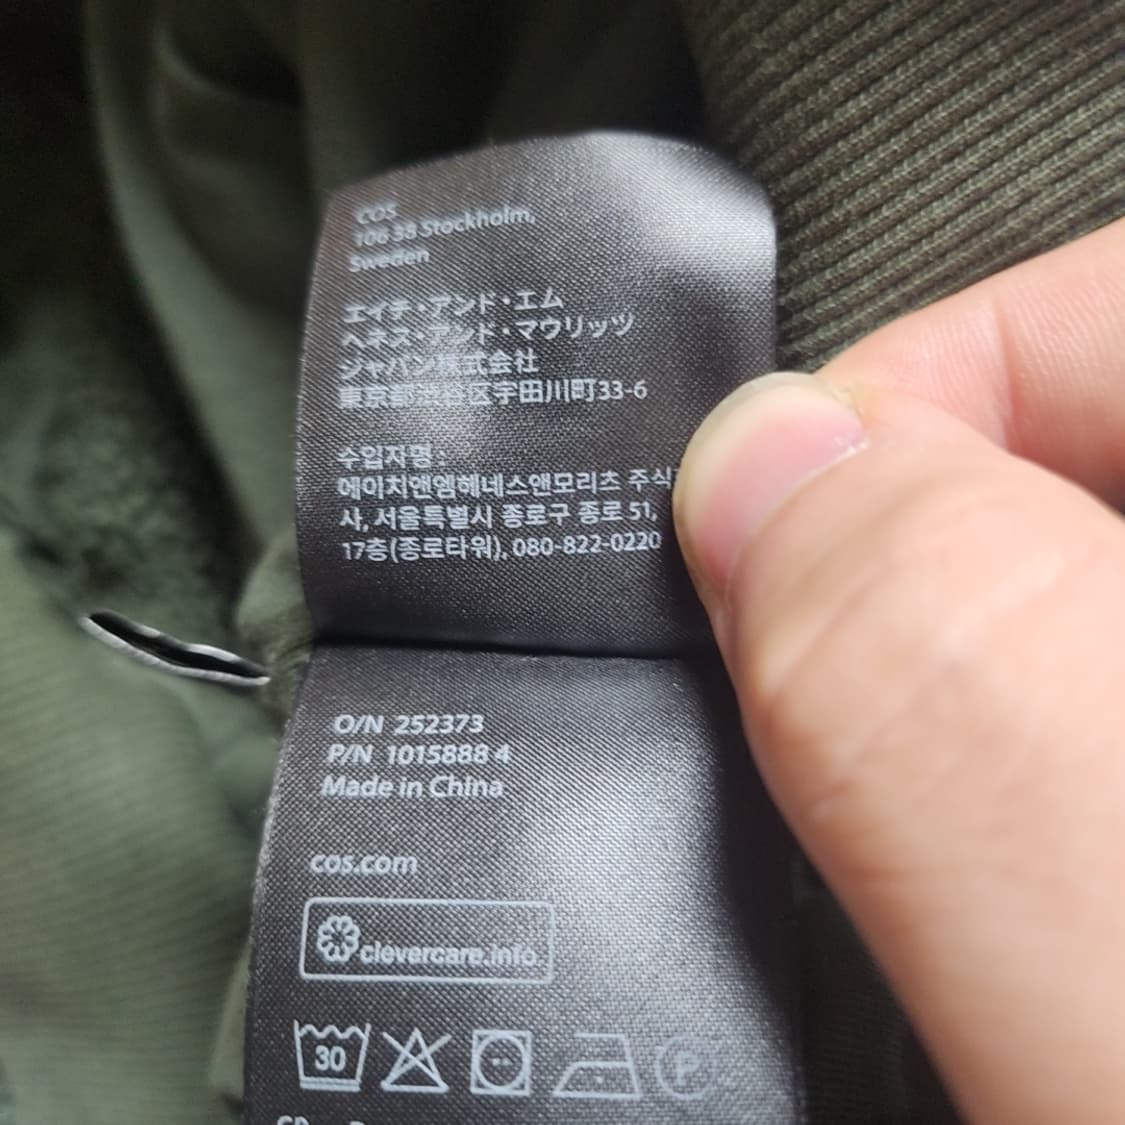 COS
106 38 Stockholm,
Sweden
エイチ・アンド・エム
ヘネス・アンド・マウリッツ
ジャパン株式会社
東京都渋谷区宇田川町33-6
수입자명 :
에이치앤엠헤네스앤모리츠 주식
사, 서울특별시 종로구 종로 51,
17층(종로타워), 080-822-0220
O/N 252373
P/N 1015888 4
Made in China
cos.com
clevercare.info
30
P